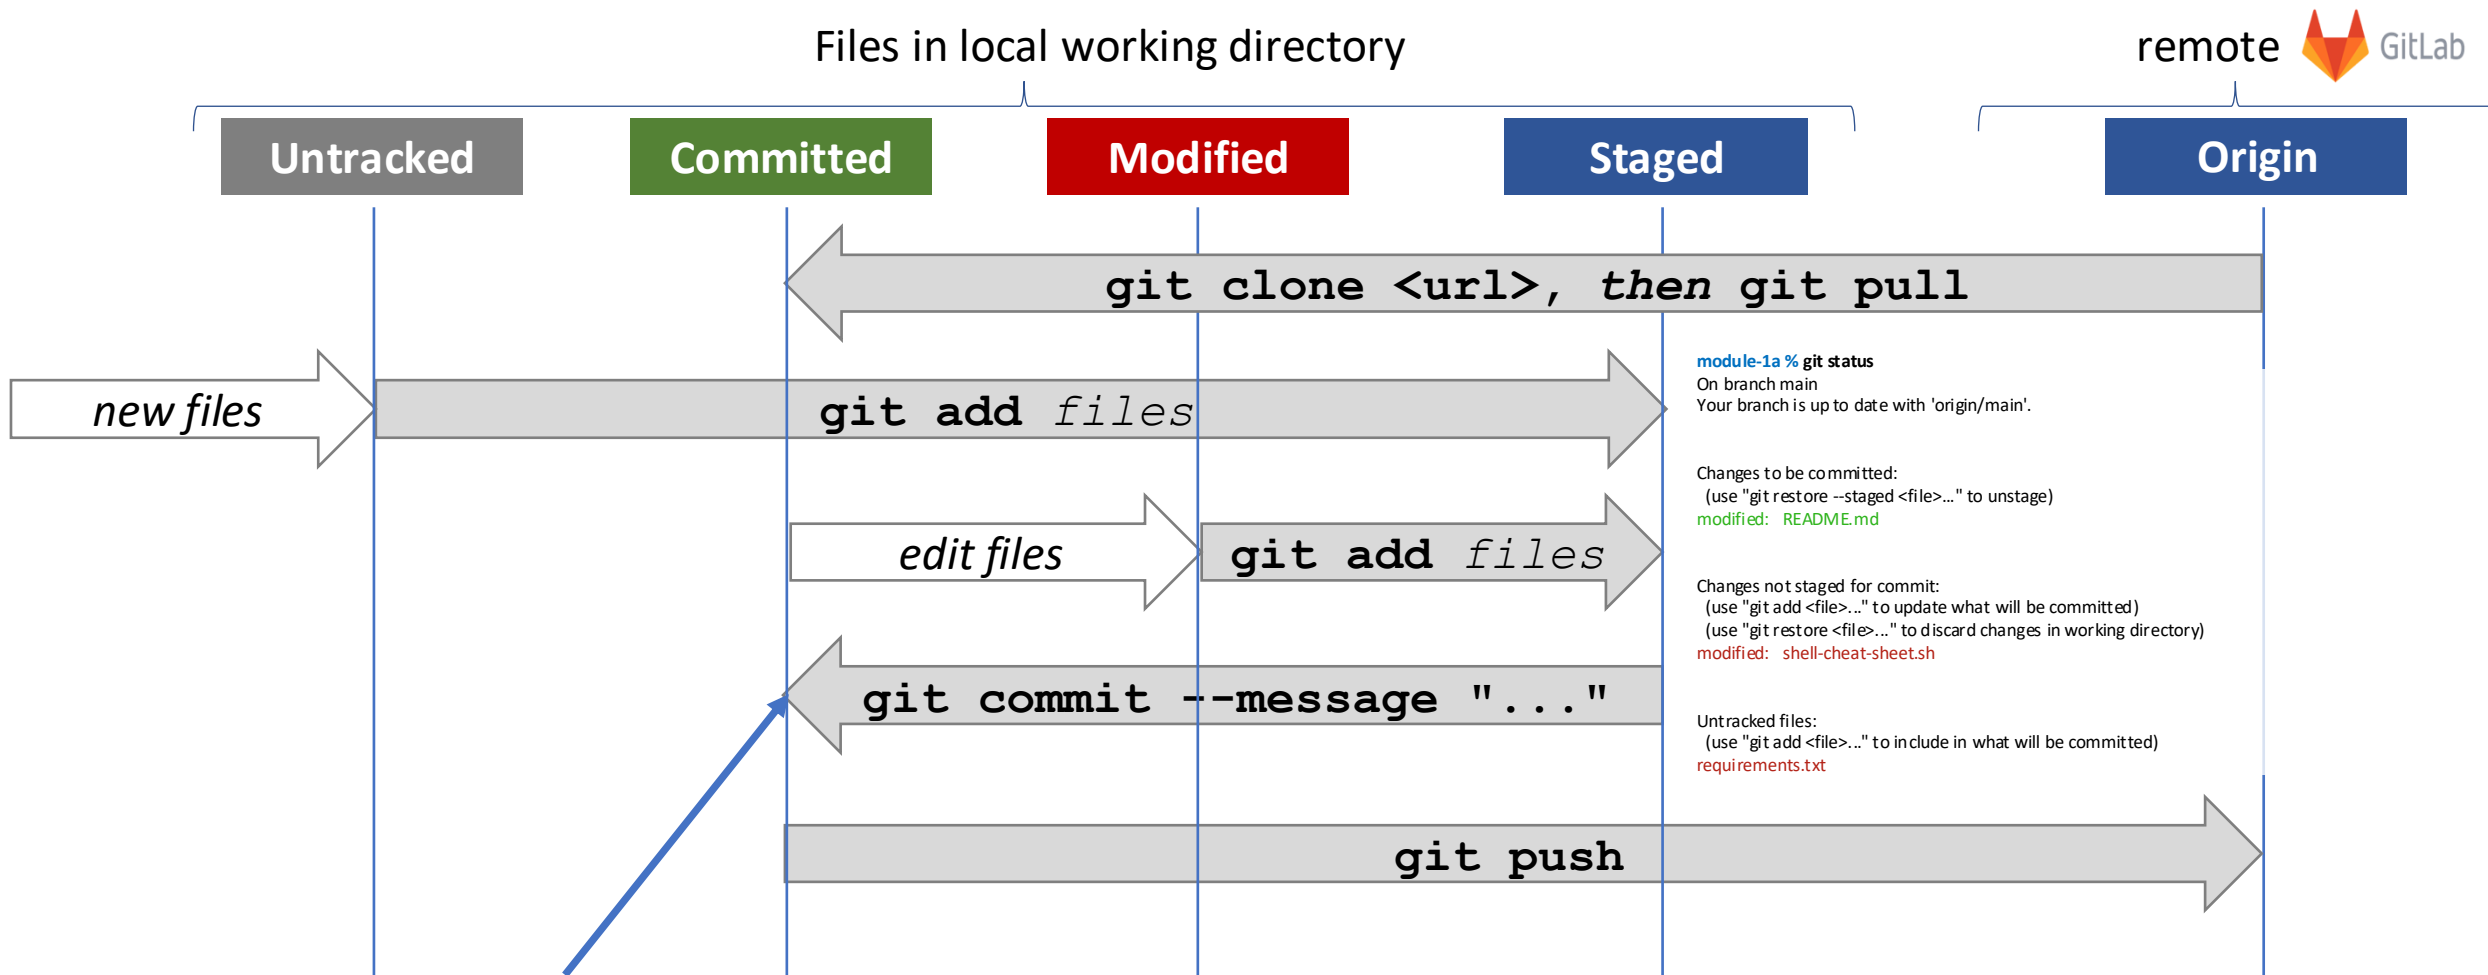 Files in local working directory
remote GitLab
Untracked Committed Modified Staged Origin
git clone <url>, then git pull
new files
git add files
module-1a % git status
On branch main
Your branch is up to date with 'origin/main'.
Changes to be committed:
(use "git restore --staged <file>..." to unstage)
modified: README.md
edit files
git add files
Changes not staged for commit:
(use "git add <file>..." to update what will be committed)
(use "git restore <file>..." to discard changes in working directory)
modified: shell-cheat-sheet.sh
git commit --message "..."
Untracked files:
(use "git add <file>..." to include in what will be committed)
requirements.txt
git push